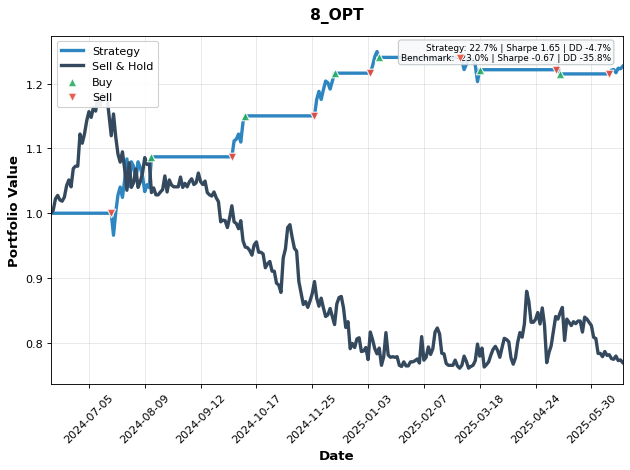 8_OPT
Strategy
Sell & Hold
Buy
Sell
Strategy: 22.7% | Sharpe 1.65 | DD -4.7%
Benchmark: -23.0% | Sharpe -0.67 | DD -35.8%
Portfolio Value
1.2
1.1
1.0
0.9
0.8
2024-07-05
2024-08-09
2024-09-12
2024-10-17
2024-11-25
2025-01-03
2025-02-07
2025-03-18
2025-04-24
2025-05-30
Date